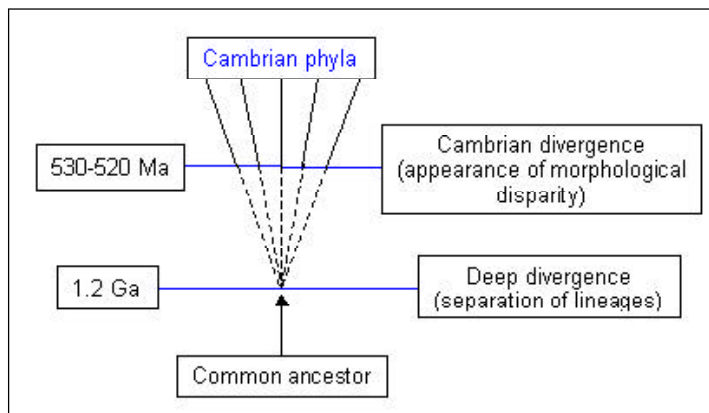 Cambrian phyla
530-520 Ma
Cambrian divergence
(appearance of morphological
disparity)
1.2 Ga
Deep divergence
(separation of lineages)
Common ancestor